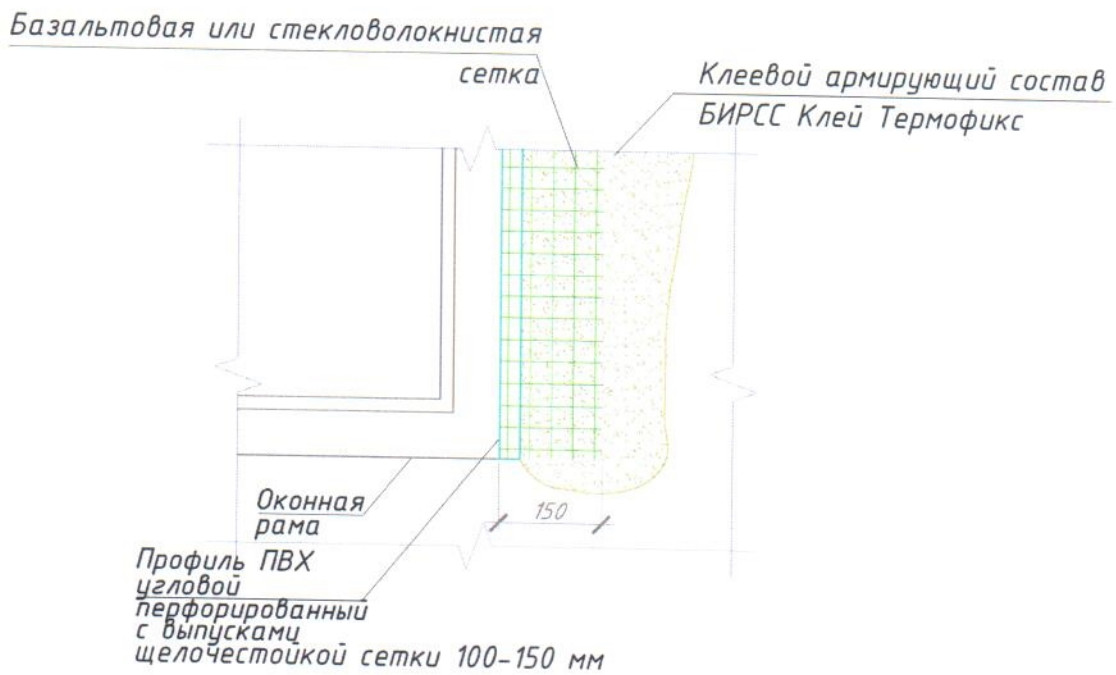 Базальтовая или стекловолокнистая
сетка
Клеевой армирующий состав
БИРСС Клей Термофикс
Оконная
рама
150
Профиль ПВХ
угловой
перфорированный
с выпусками
щелочестойкой сетки 100-150 мм